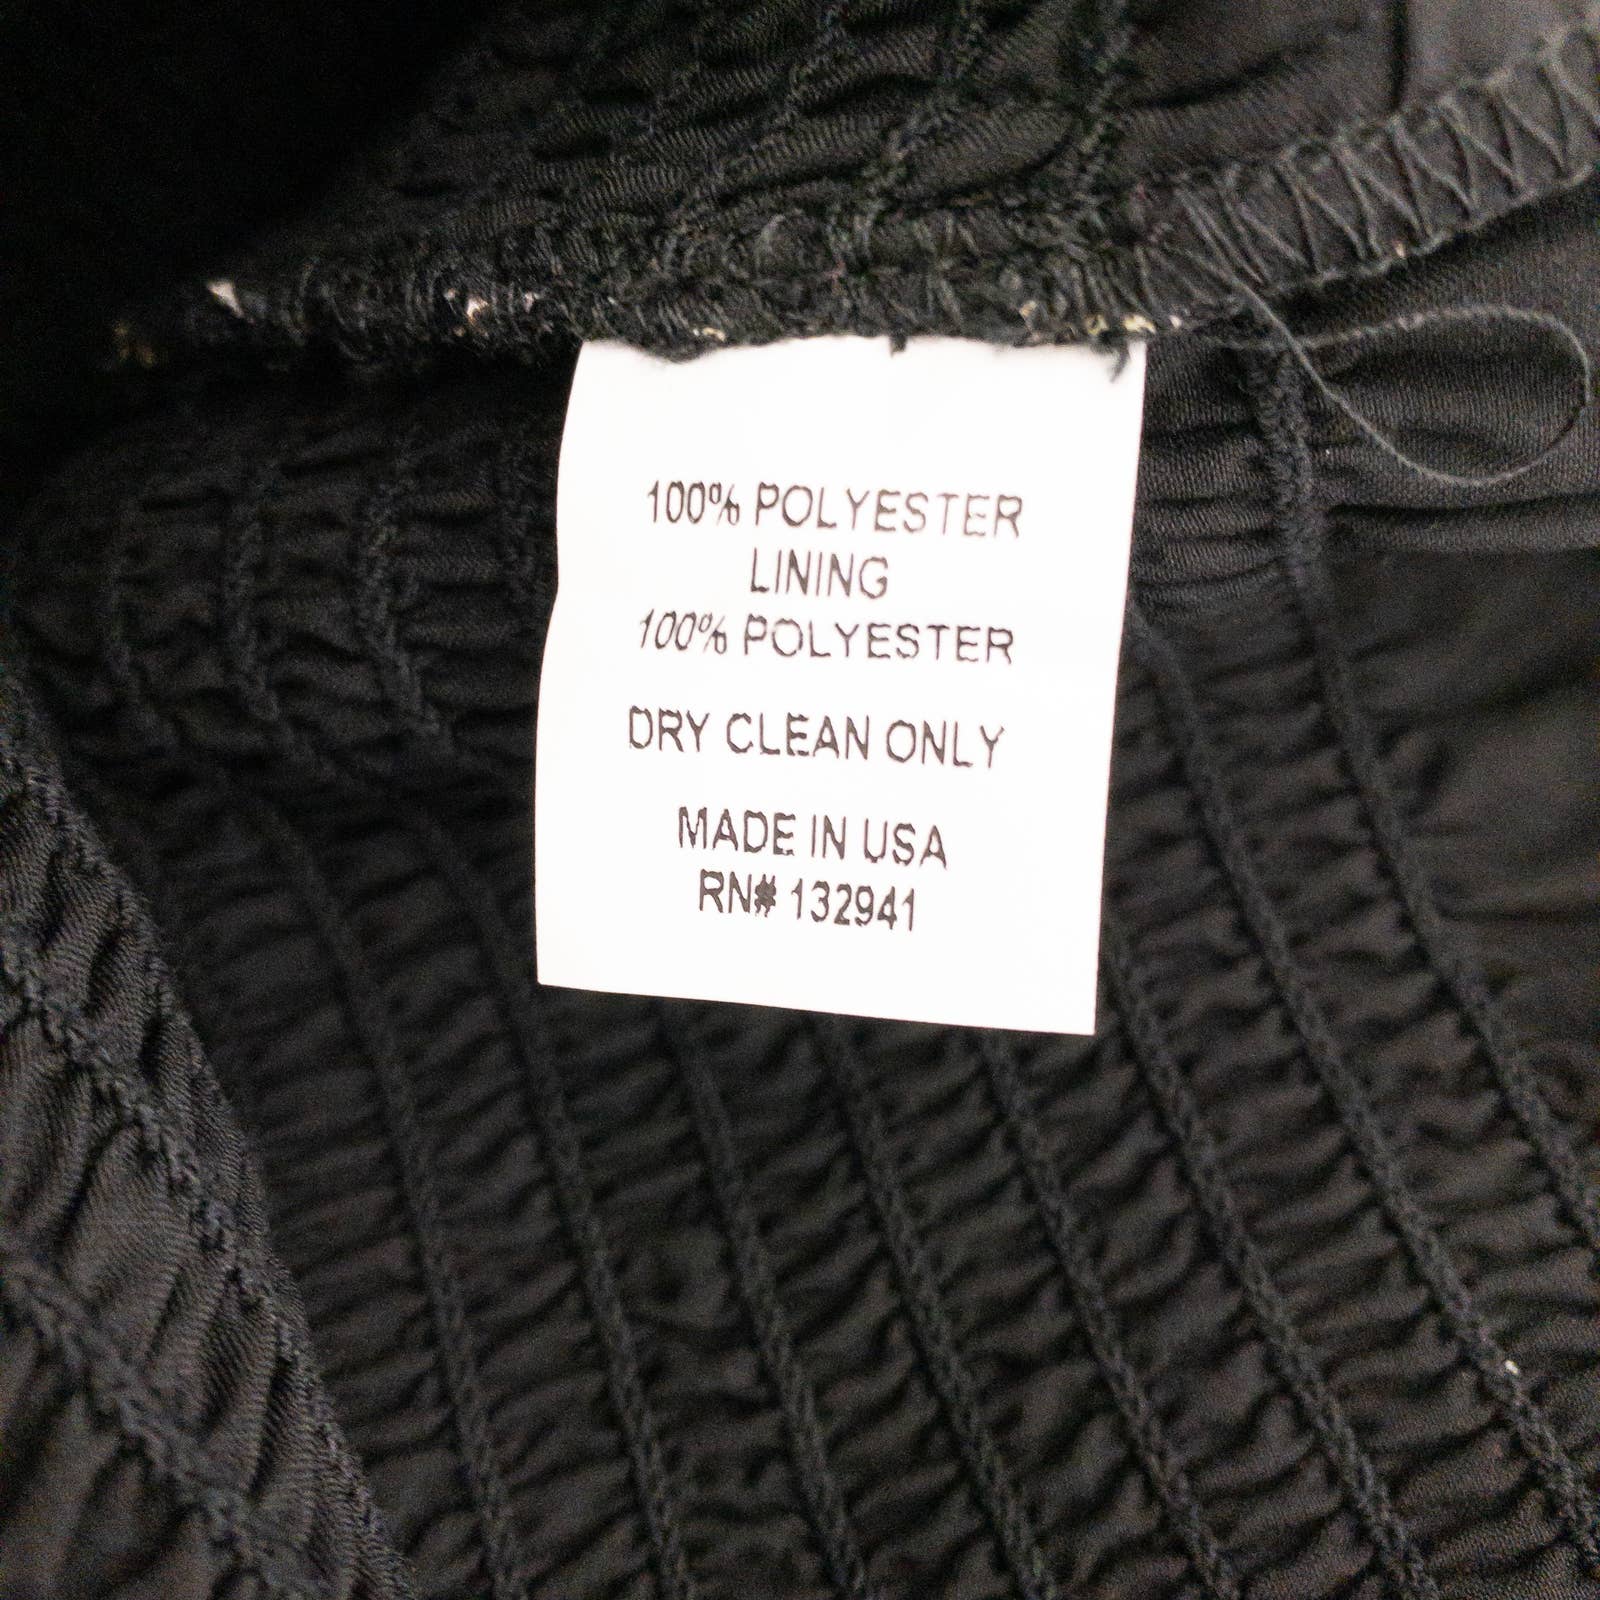 100% POLYESTER
LINING
100% POLYESTER
DRY CLEAN ONLY
MADE IN USA
RN# 132941